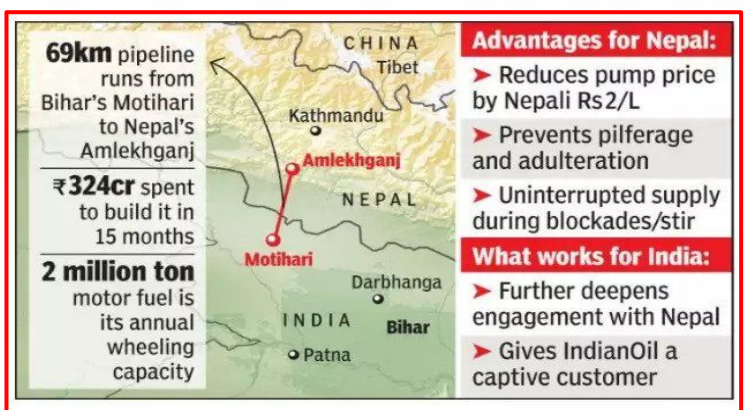 69km pipeline
runs from
Bihar's Motihari
to Nepal's
Amlekhganj
₹324cr spent
to build it in
15 months
2 million ton
motor fuel is
its annual
wheeling
capacity
CHINA
Tibet
Kathmandu
Amlekhganj
NEPAL
Motihari
Darbhanga
INDIA
Bihar
Patna
Advantages for Nepal:
➤ Reduces pump price
by Nepali Rs2/L
➤ Prevents pilferage
and adulteration
➤ Uninterrupted supply
during blockades/stir
What works for India:
➤ Further deepens
engagement with Nepal
➤ Gives IndianOil a
captive customer